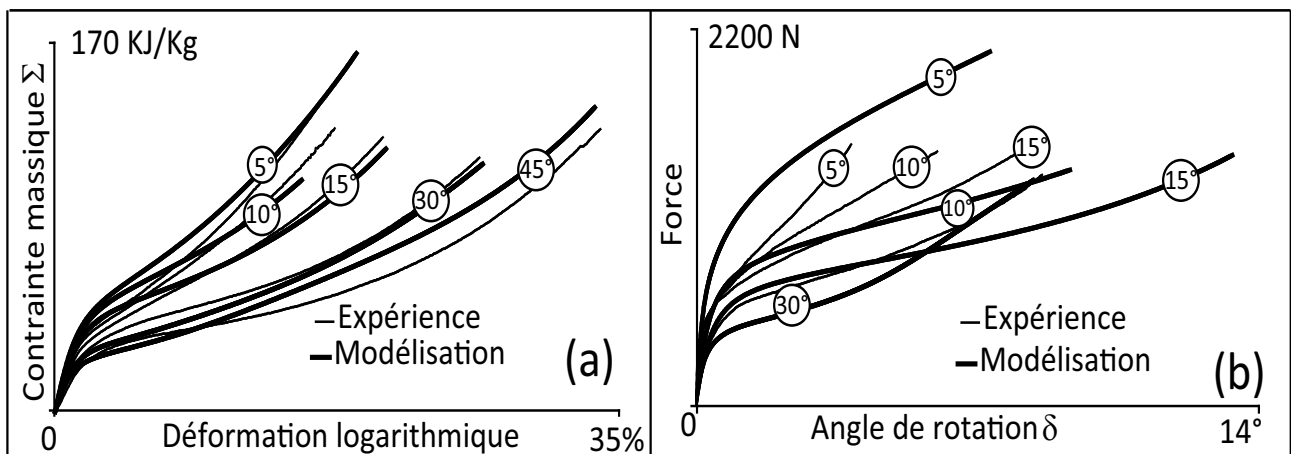 170 KJ/Kg
Contrainte massique Σ
5°
10°
15°
30°
45°
Expérience
Modélisation
(a)
0
Déformation logarithmique
35%
2200 N
Force
5°
5°
10°
15°
10°
15°
30°
Expérience
Modélisation
(b)
0
Angle de rotation δ
14°